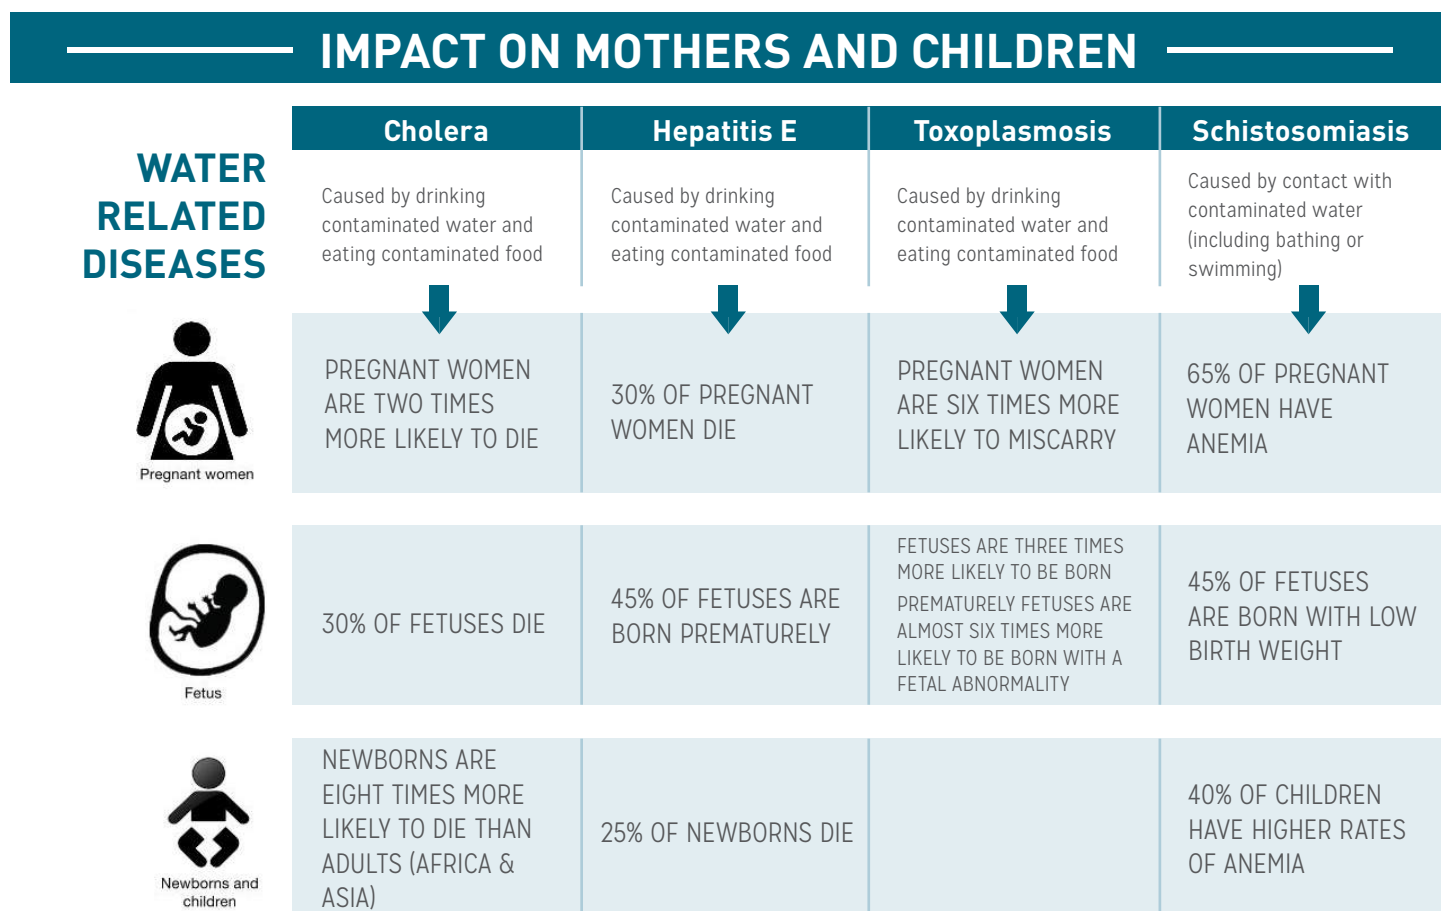 IMPACT ON MOTHERS AND CHILDREN
WATER
RELATED
DISEASES
Cholera
Hepatitis E
Toxoplasmosis
Schistosomiasis
Caused by drinking
contaminated water and
eating contaminated food
Caused by drinking
contaminated water and
eating contaminated food
Caused by drinking
contaminated water and
eating contaminated food
Caused by contact with
contaminated water
(including bathing or
swimming)
Pregnant women
PREGNANT WOMEN
ARE TWO TIMES
MORE LIKELY TO DIE
30% OF PREGNANT
WOMEN DIE
PREGNANT WOMEN
ARE SIX TIMES MORE
LIKELY TO MISCARRY
65% OF PREGNANT
WOMEN HAVE
ANEMIA
Fetus
30% OF FETUSES DIE
45% OF FETUSES ARE
BORN PREMATURELY
FETUSES ARE THREE TIMES
MORE LIKELY TO BE BORN
PREMATURELY FETUSES ARE
ALMOST SIX TIMES MORE
LIKELY TO BE BORN WITH A
FETAL ABNORMALITY
45% OF FETUSES
ARE BORN WITH LOW
BIRTH WEIGHT
Newborns and
children
NEWBORNS ARE
EIGHT TIMES MORE
LIKELY TO DIE THAN
ADULTS (AFRICA &
ASIA)
25% OF NEWBORNS DIE
40% OF CHILDREN
HAVE HIGHER RATES
OF ANEMIA